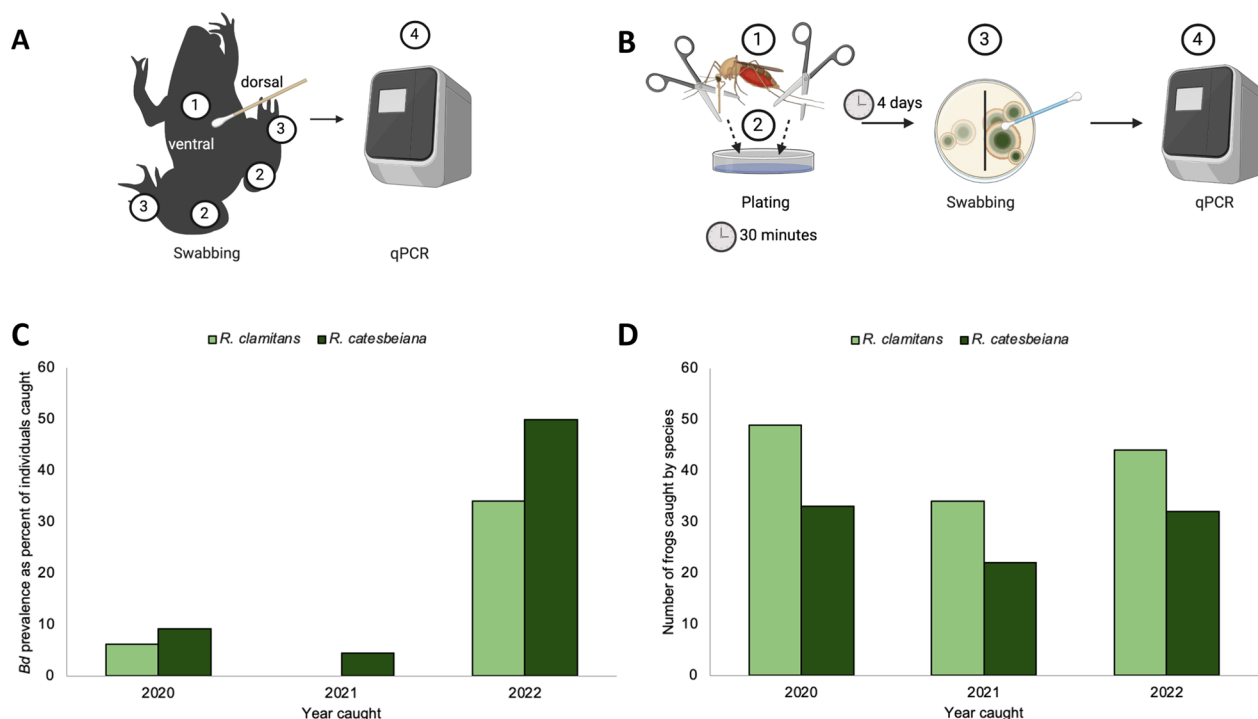 A
4
dorsal
1
3
ventral
2
3
2
Swabbing
qPCR
B
1
3
4
4 days
2
Plating
Swabbing
qPCR
30 minutes
C
R. clamitans R. catesbeiana
Bd prevalence as percent of individuals caught
60
50
40
30
20
10
0
2020 2021 2022
Year caught
D
R. clamitans R. catesbeiana
Number of frogs caught by species
60
50
40
30
20
10
0
2020 2021 2022
Year caught